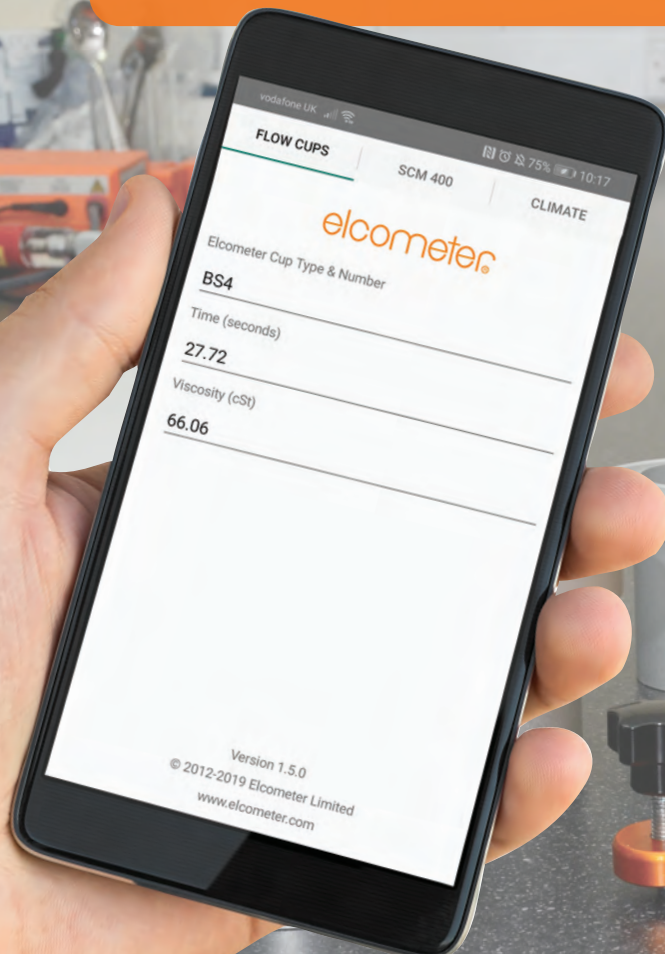 vodafone UK 75% 10:17
FLOW CUPS SCM 400 CLIMATE
elcometer
Elcometer Cup Type & Number
BS4
Time (seconds)
27.72
Viscosity (cSt)
66.06
Version 1.5.0
© 2012-2019 Elcometer Limited
www.elcometer.com